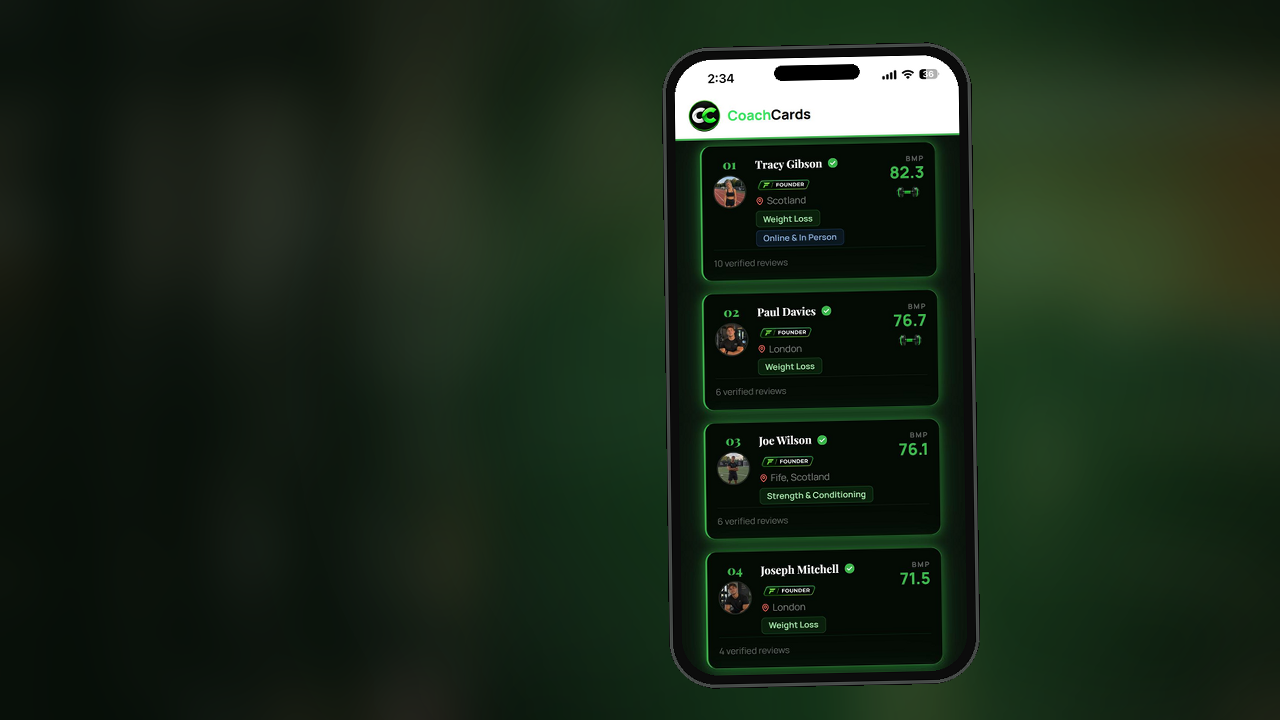 2:34
36
CC CoachCards
01 Tracy Gibson
BMP
82.3
FOUNDER
Scotland
Weight Loss
Online & In Person
10 verified reviews
02 Paul Davies
BMP
76.7
FOUNDER
London
Weight Loss
6 verified reviews
03 Joe Wilson
BMP
76.1
FOUNDER
Fife, Scotland
Strength & Conditioning
6 verified reviews
04 Joseph Mitchell
BMP
71.5
FOUNDER
London
Weight Loss
4 verified reviews